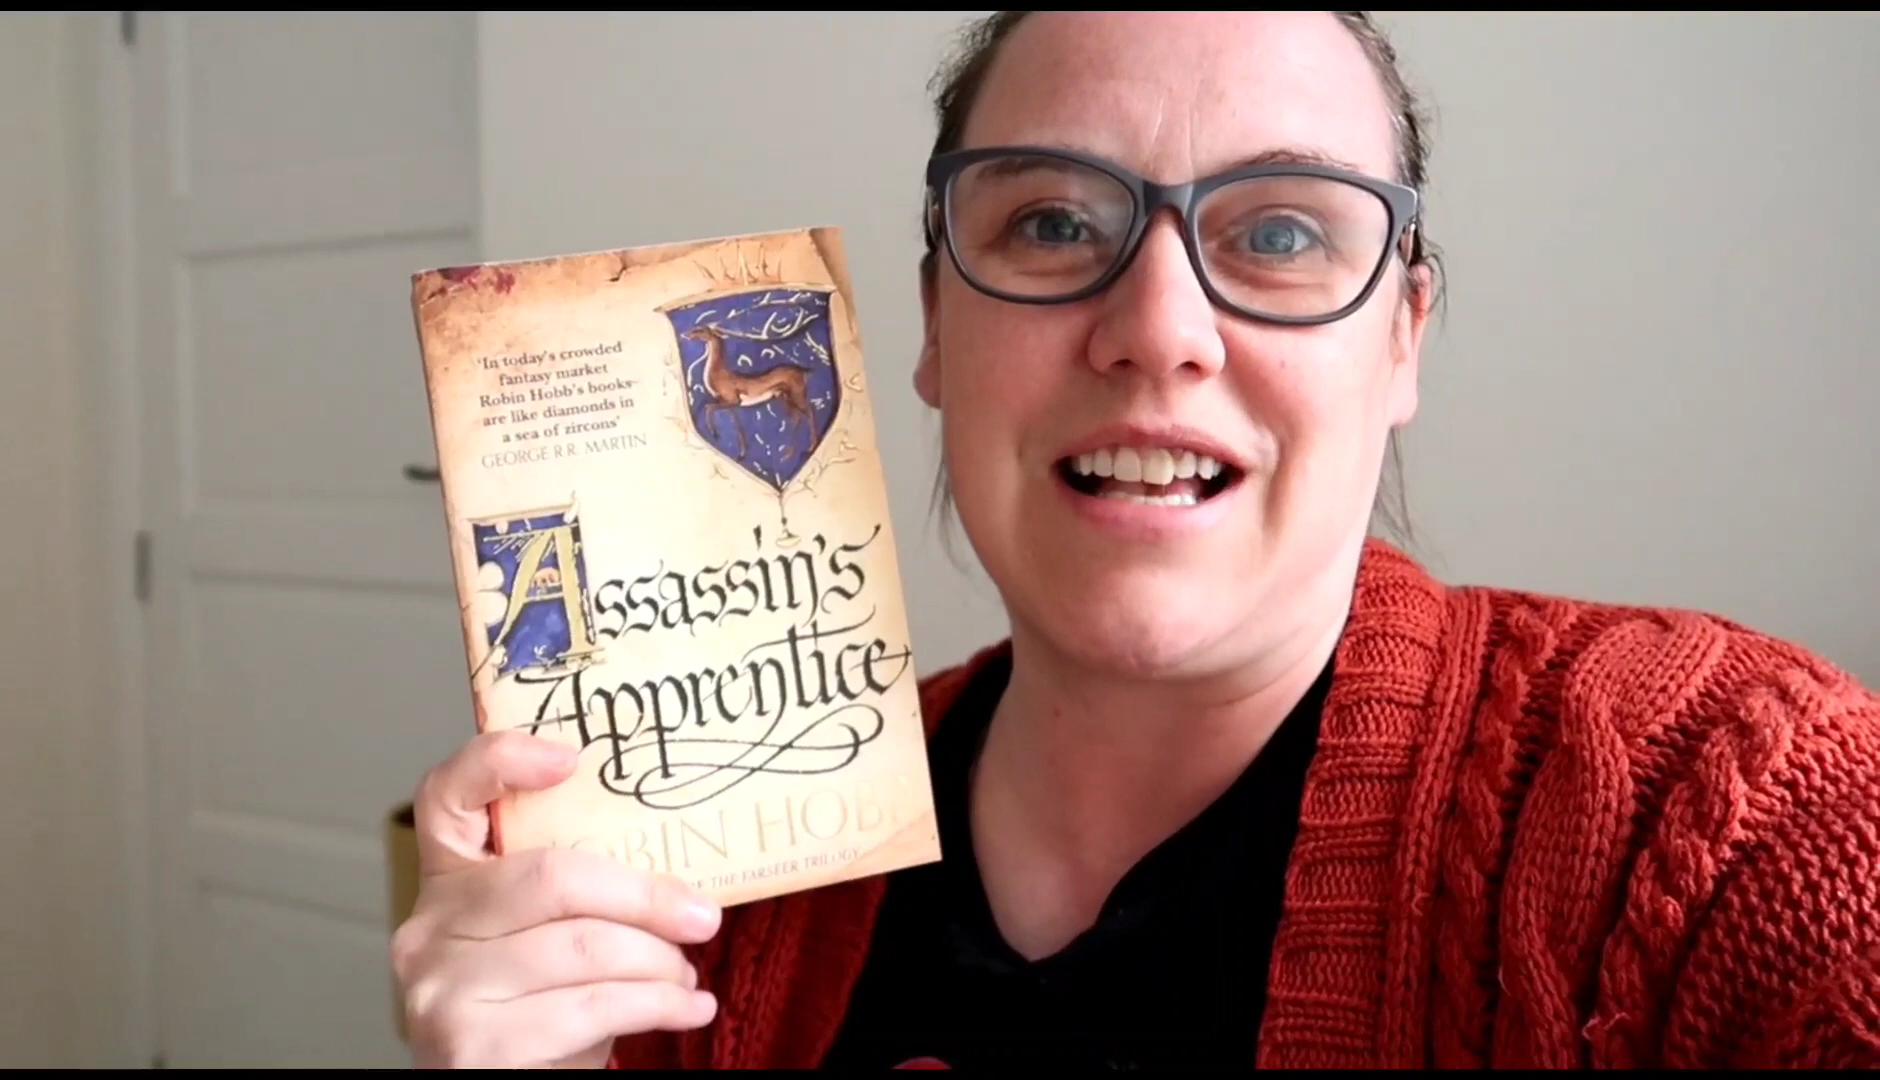 'In today's crowded
fantasy market
Robin Hobb's books
are like diamonds in
a sea of zircons'
GEORGE R.R. MARTIN
Assassin's
Apprentice
HOBB
THE FARSEER TRILOGY